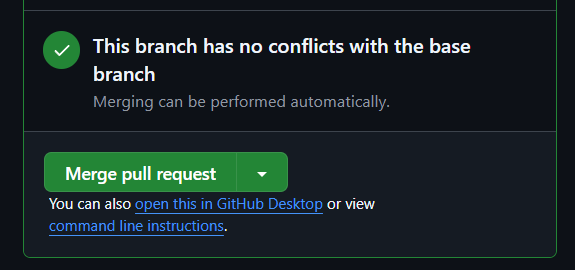 This branch has no conflicts with the base
branch
Merging can be performed automatically.
Merge pull request
You can also open this in GitHub Desktop or view
command line instructions.